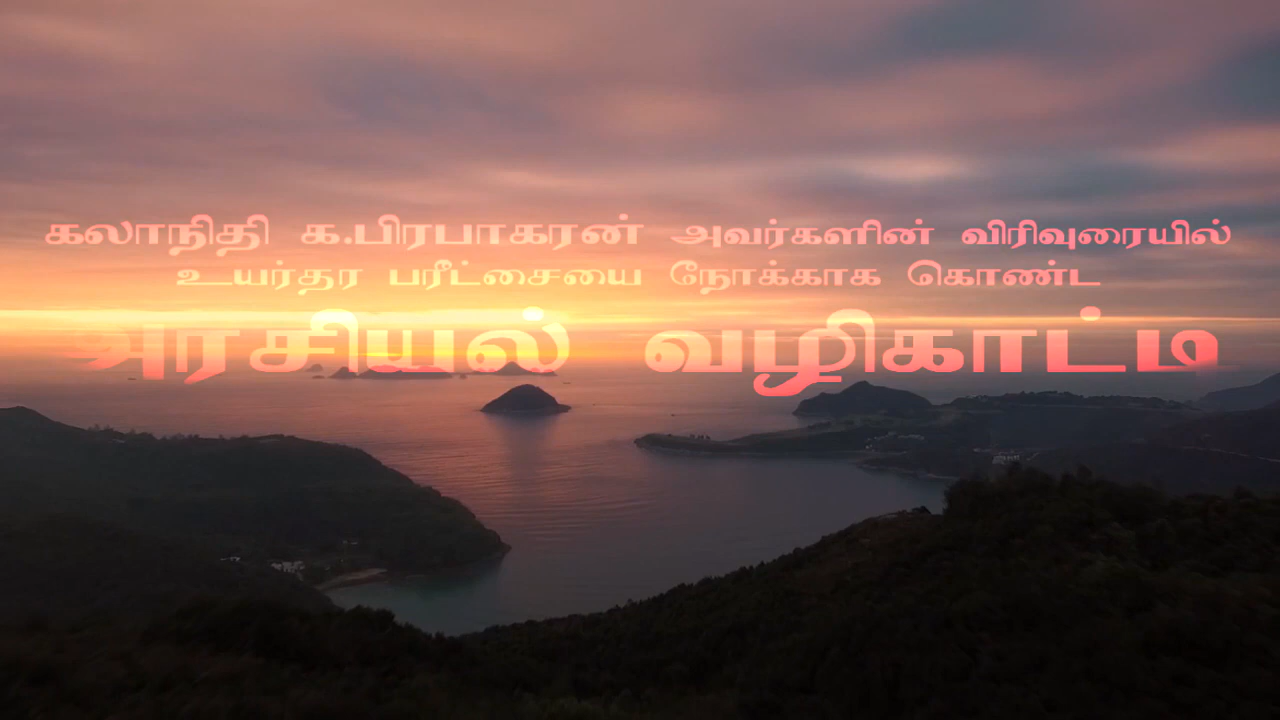 கலாநிதி க.பிரபாகரன் அவர்களின் விரிவுரையில்
உயர்தர பரீட்சையை நோக்காக கொண்ட
அரசியல் வழிகாட்டி